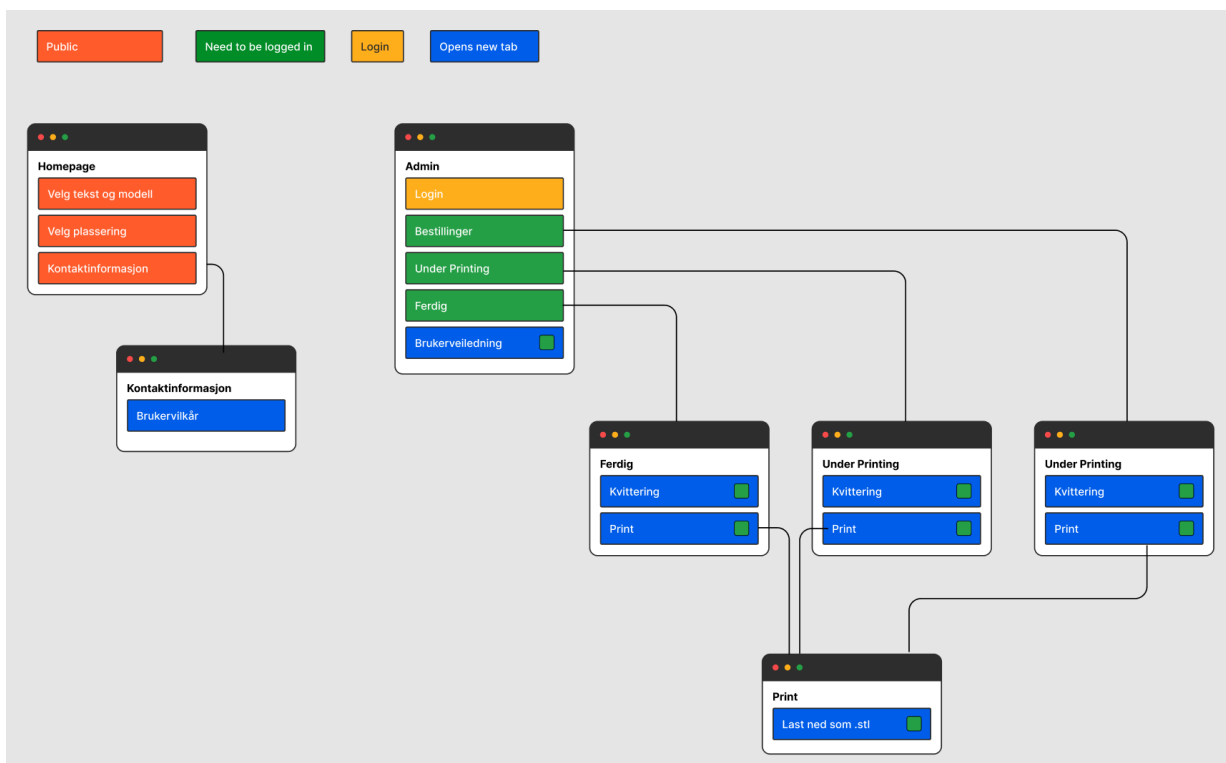 Public
Need to be logged in
Login
Opens new tab
Homepage
Velg tekst og modell
Velg plassering
Kontaktinformasjon
Admin
Login
Bestillinger
Under Printing
Ferdig
Brukerveiledning
Kontaktinformasjon
Brukervilkår
Ferdig
Kvittering
Print
Under Printing
Kvittering
Print
Under Printing
Kvittering
Print
Print
Last ned som .stl